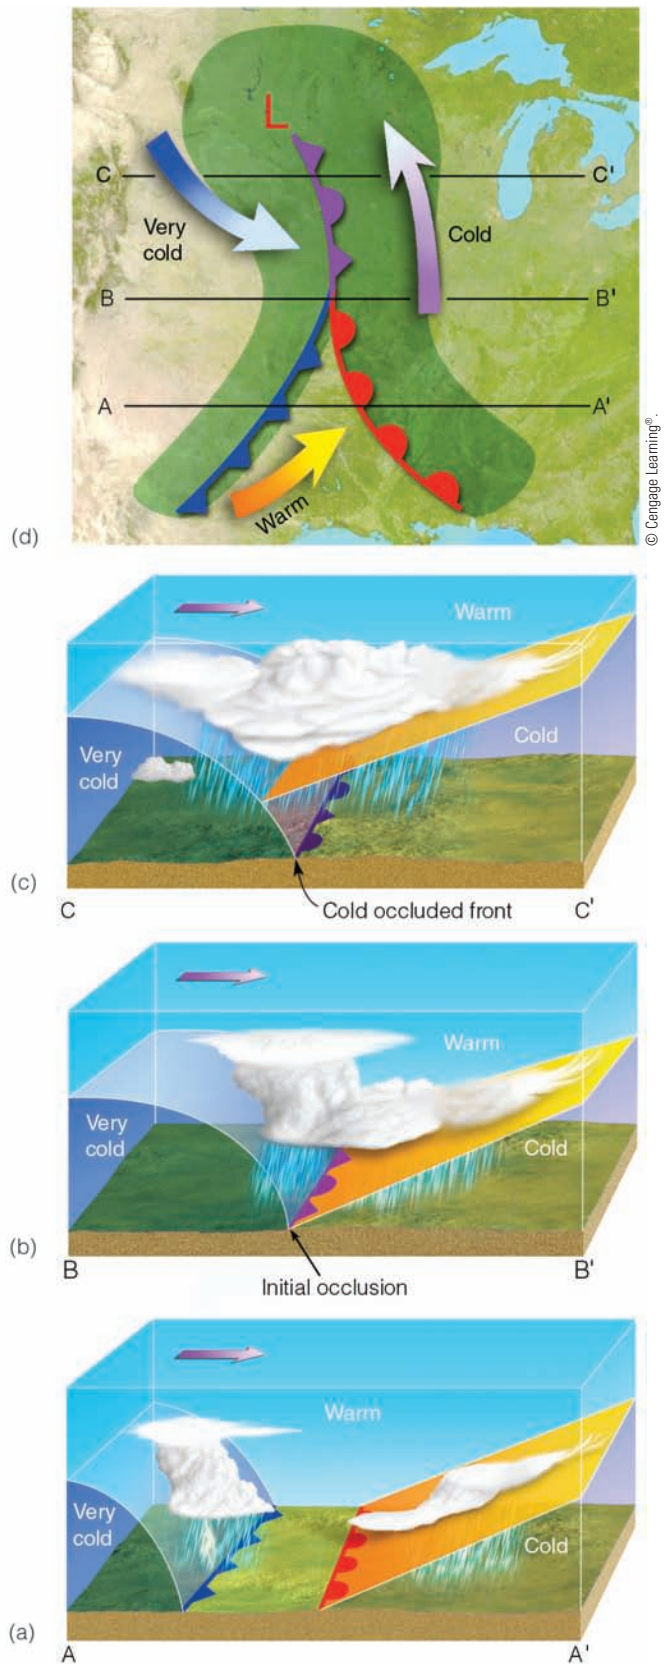 L
C
C'
Very
cold
Cold
B
B'
A
A'
Warm
(d)
© Cengage Learning®.
Warm
Very
cold
Cold
(c)
C
Cold occluded front
C'
Warm
Very
cold
Cold
(b)
B
Initial occlusion
B'
Warm
Very
cold
Cold
(a)
A
A'